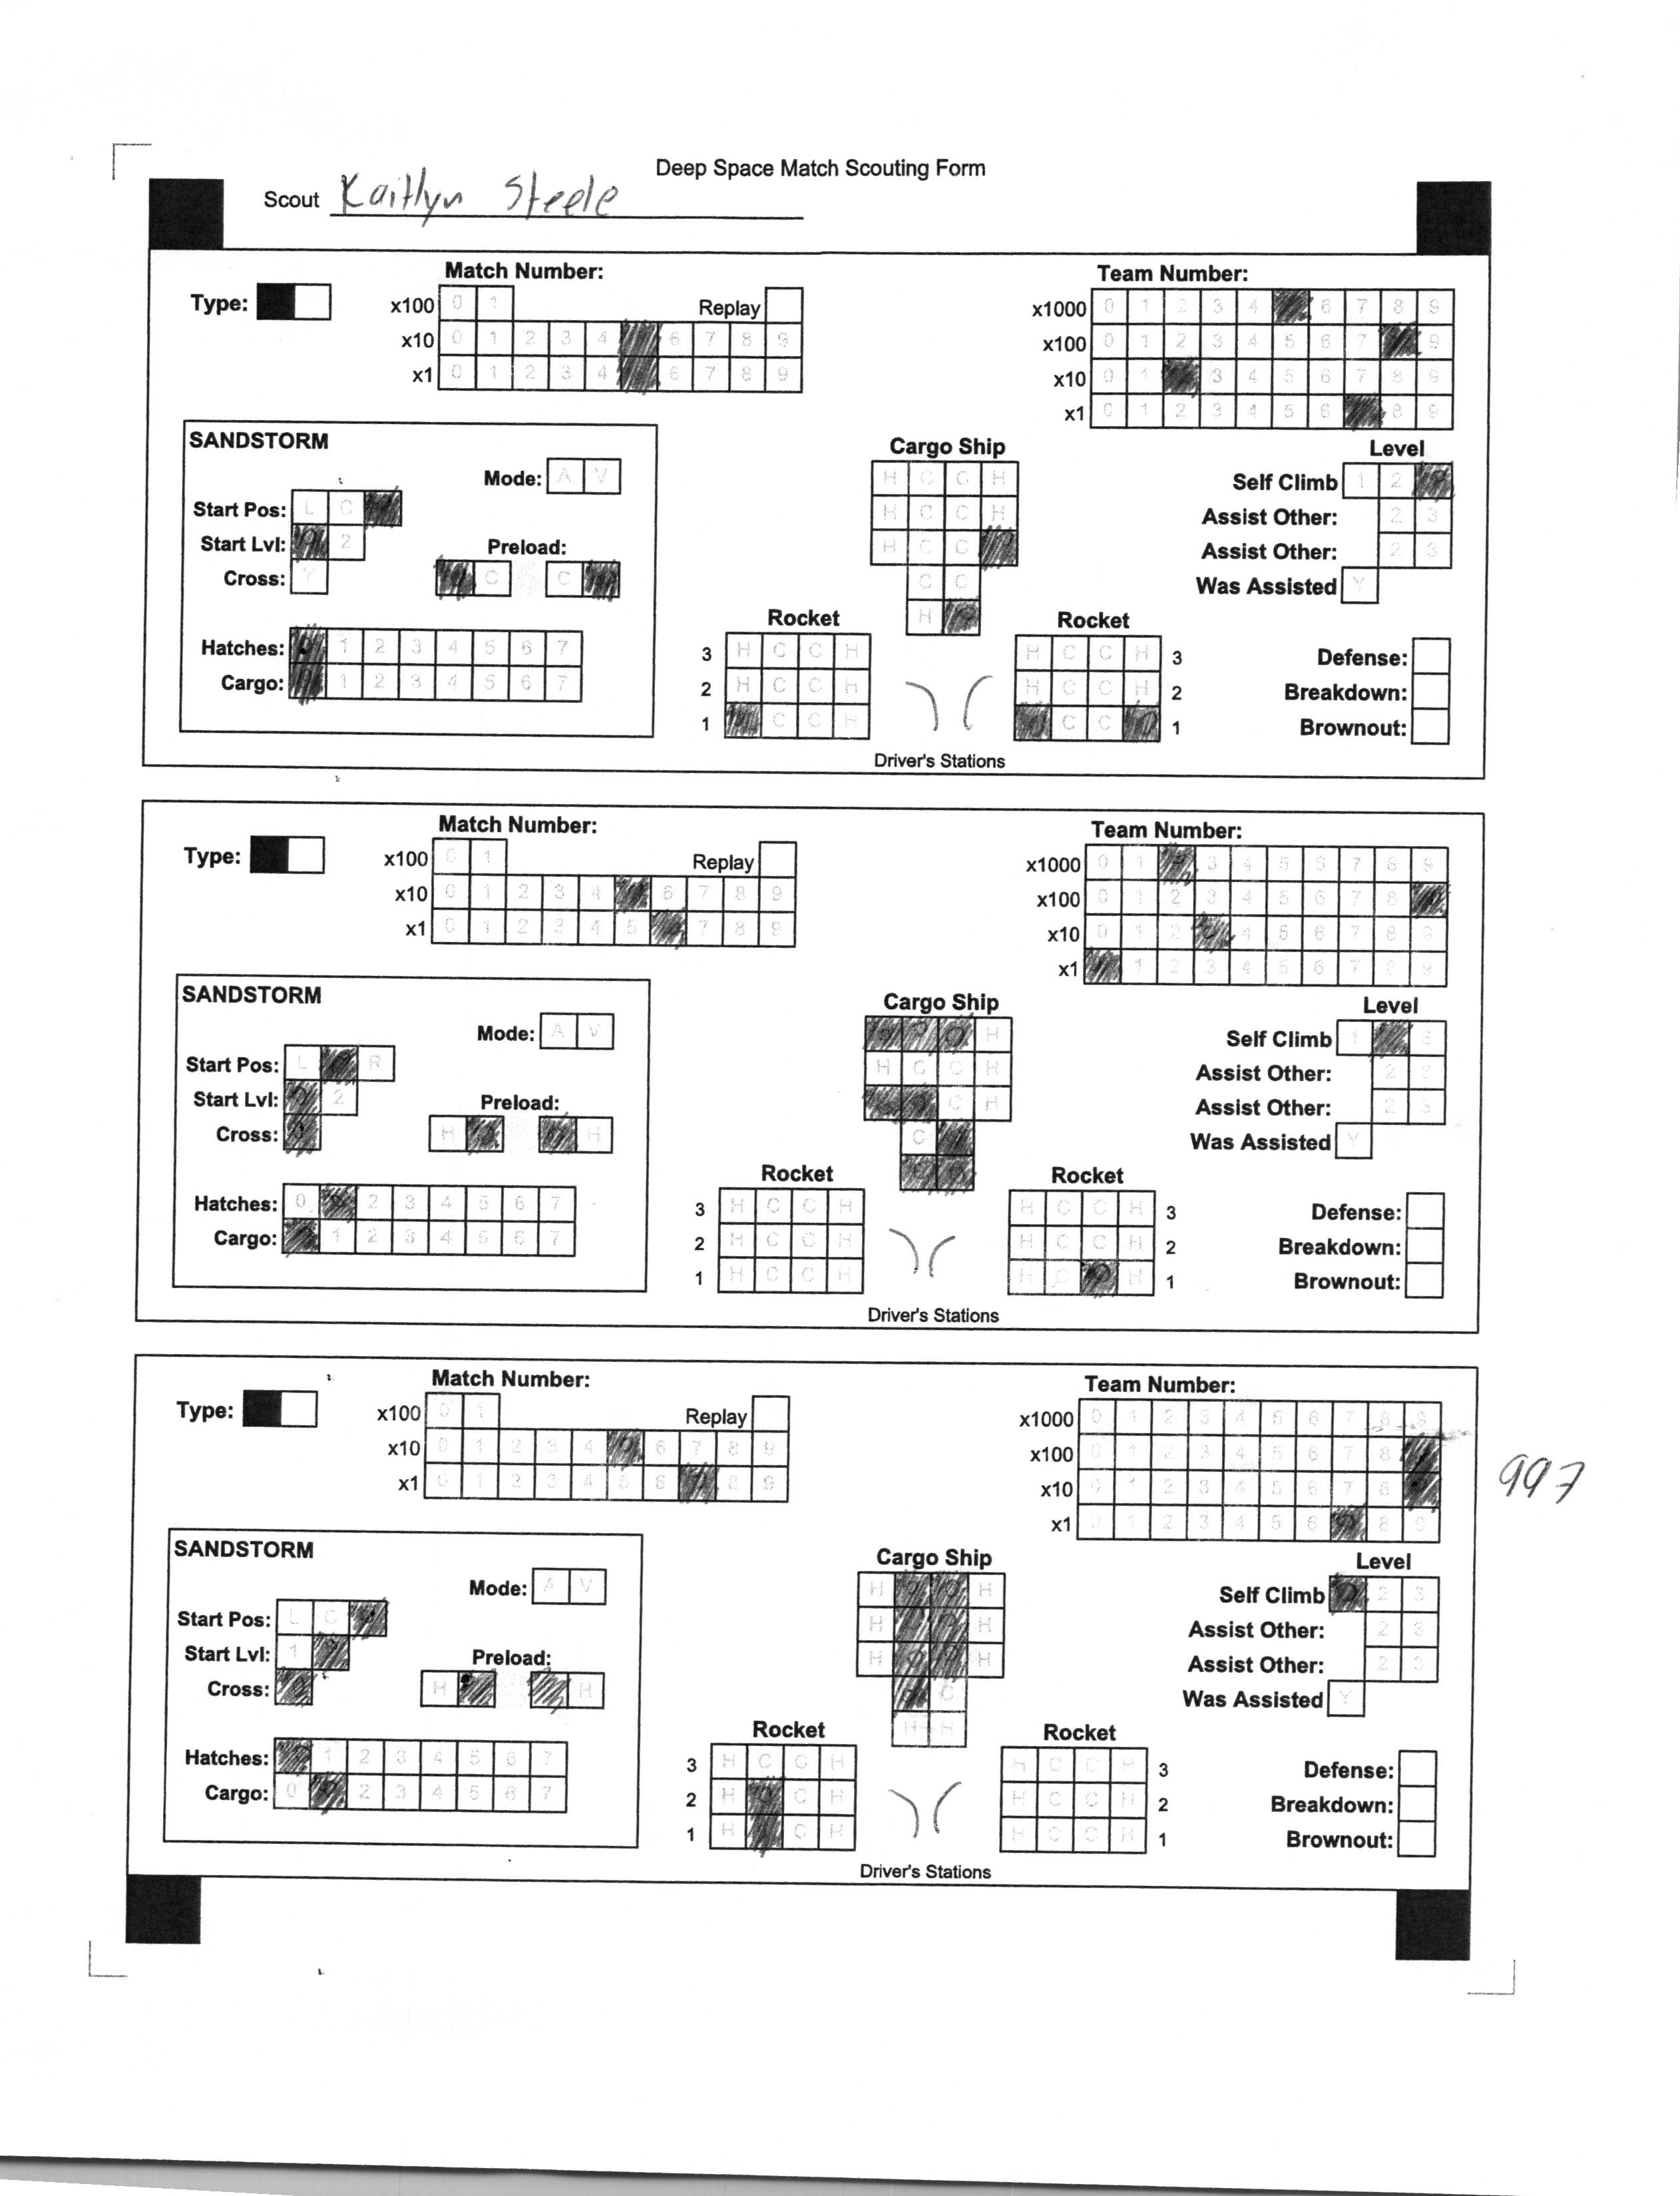 Deep Space Match Scouting Form
Scout Kaitlyn Steele
Match Number:
Team Number:
Type:
x100 0 1
Replay
x10 0 1 2 3 4 6 7 8 9
x1 0 1 2 3 4 6 7 8 9
x1000 0 1 2 3 4 6 7 8 9
x100 0 1 2 3 4 5 6 7 9
x10 0 1 3 4 5 6 7 8 9
x1 0 1 2 3 4 5 6 8 9
SANDSTORM
Mode: A V
Start Pos: L C
Start Lvl: 2
Preload:
Cross: Y
C C
Hatches: 1 2 3 4 5 6 7
Cargo: 1 2 3 4 5 6 7
Cargo Ship
H C C H
H C C H
H C C
C C
H
Rocket
3 H C C H
2 H C C H
1 C C H
Rocket
H C C H 3
H C C H 2
C C 1
Driver's Stations
Level
Self Climb 1 2
Assist Other: 2 3
Assist Other: 2 3
Was Assisted Y
Defense:
Breakdown:
Brownout:
Match Number:
Team Number:
Type:
x100 0 1
Replay
x10 0 1 2 3 4 6 7 8 9
x1 0 1 2 3 4 5 7 8 9
x1000 0 1 3 4 5 6 7 8 9
x100 0 1 2 3 4 5 6 7 8
x10 0 1 2 4 5 6 7 8 9
x1 1 2 3 4 5 6 7 8 9
SANDSTORM
Mode: A V
Start Pos: L R
Start Lvl: 2
Preload:
Cross:
H H
Hatches: 0 2 3 4 5 6 7
Cargo: 1 2 3 4 5 6 7
Cargo Ship
H
H C C H
C H
C
Rocket
3 H C C H
2 H C C H
1 H C C H
Rocket
H C C H 3
H C C H 2
H C H 1
Driver's Stations
Level
Self Climb 1 3
Assist Other: 2 3
Assist Other: 2 3
Was Assisted Y
Defense:
Breakdown:
Brownout:
Match Number:
Team Number:
Type:
x100 0 1
Replay
x10 0 1 2 3 4 6 7 8 9
x1 0 1 2 3 4 5 6 8 9
x1000 0 1 2 3 4 5 6 7 8 9
x100 0 1 2 3 4 5 6 7 8
x10 0 1 2 3 4 5 6 7 8
x1 0 1 2 3 4 5 6 8 9
997
SANDSTORM
Mode: A V
Start Pos: L C
Start Lvl: 1
Preload:
Cross:
H H
Hatches: 1 2 3 4 5 6 7
Cargo: 0 2 3 4 5 6 7
Cargo Ship
H H
H H
H H
C
H H
Rocket
3 H C C H
2 H C H
1 H C H
Rocket
H C C H 3
H C C H 2
H C C H 1
Driver's Stations
Level
Self Climb 2 3
Assist Other: 2 3
Assist Other: 2 3
Was Assisted Y
Defense:
Breakdown:
Brownout: